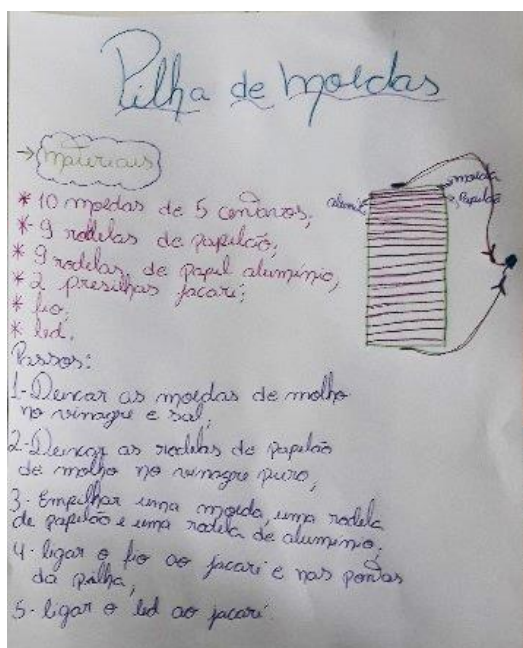 Pilha de moedas
→ materiais
* 10 moedas de 5 centavos;
* 9 rodelas de papelão;
* 9 rodelas de papel alumínio;
* 2 presilhas jacaré;
* fio;
* led.
moeda
alumí
Papelão
Passos:
1- Deixar as moedas de molho
no vinagre e sal;
2- Deixar as rodelas de papelão
de molho no vinagre puro;
3- Empilhar uma moeda, uma rodela
de papelão e uma rodela de alumínio;
4- ligar o fio ao jacaré e nas pontas
da pilha;
5- ligar o led ao jacaré.